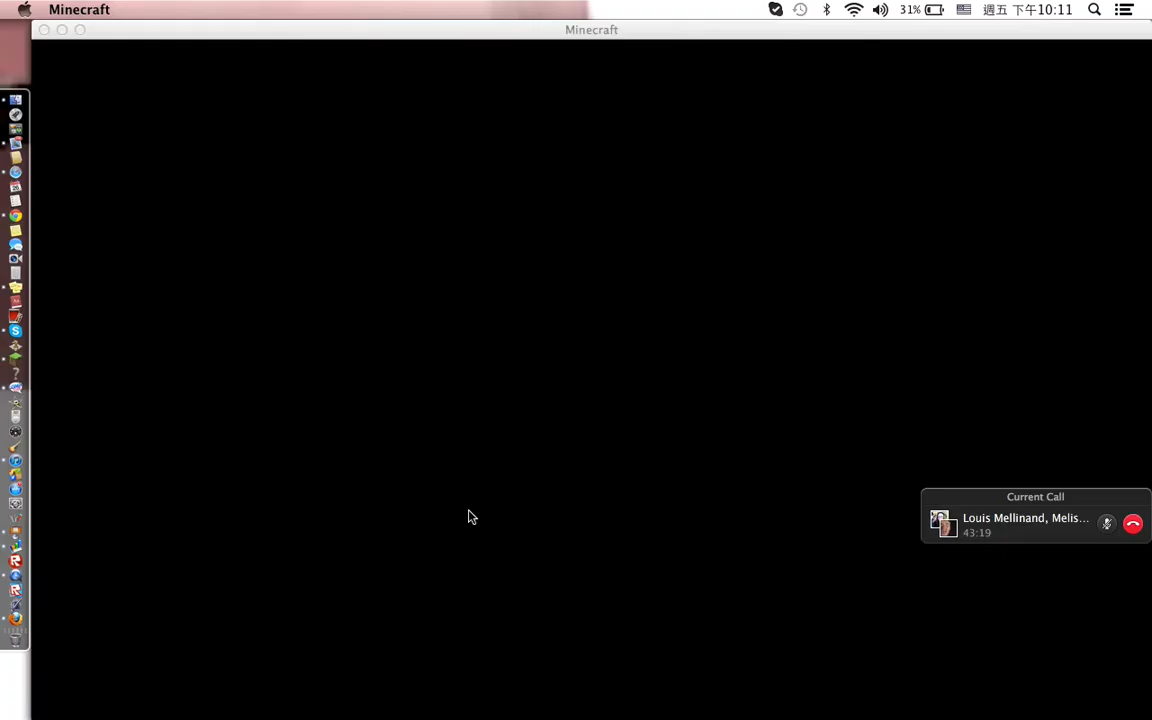 Minecraft
31%
週五 下午10:11
Minecraft
Current Call
Louis Mellinand, Melis...
43:19